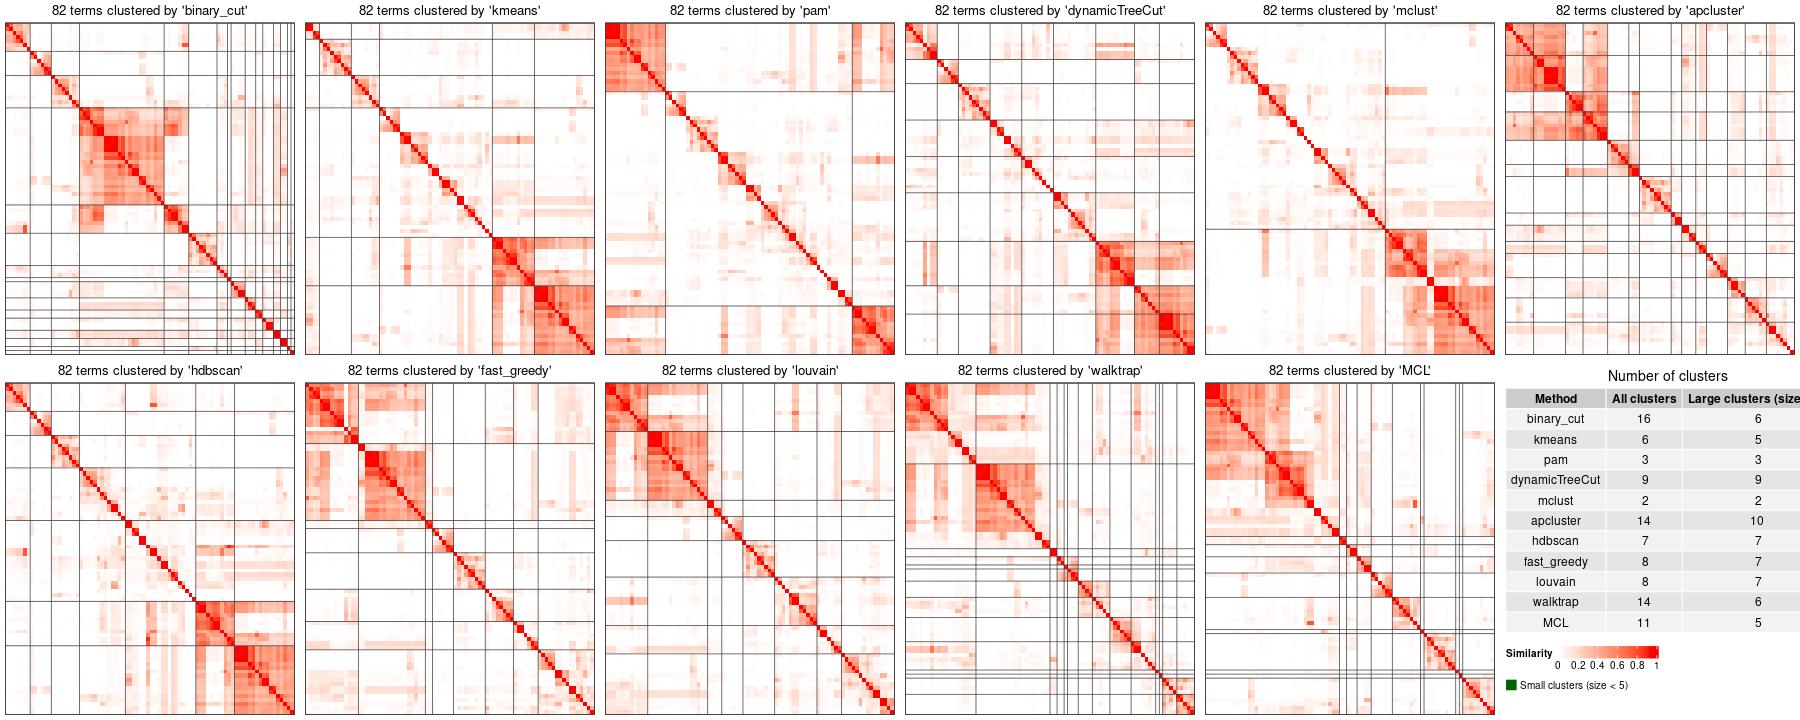 82 terms clustered by 'binary_cut'
82 terms clustered by 'kmeans'
82 terms clustered by 'pam'
82 terms clustered by 'dynamicTreeCut'
82 terms clustered by 'mclust'
82 terms clustered by 'apcluster'
82 terms clustered by 'hdbscan'
82 terms clustered by 'fast_greedy'
82 terms clustered by 'louvain'
82 terms clustered by 'walktrap'
82 terms clustered by 'MCL'
Number of clusters
Method All clusters Large clusters (size
binary_cut 16 6
kmeans 6 5
pam 3 3
dynamicTreeCut 9 9
mclust 2 2
apcluster 14 10
hdbscan 7 7
fast_greedy 8 7
louvain 8 7
walktrap 14 6
MCL 11 5
Similarity
0 0.2 0.4 0.6 0.8 1
Small clusters (size < 5)